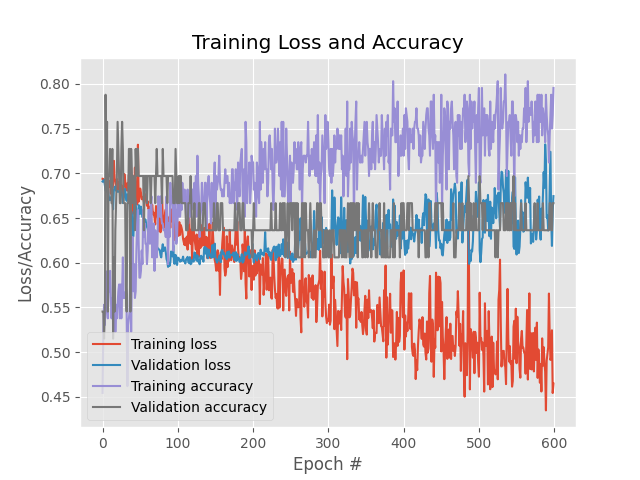 Training Loss and Accuracy
0.80
0.75
0.70
0.65
0.60
0.55
0.50
0.45
Loss/Accuracy
Training loss
Validation loss
Training accuracy
Validation accuracy
0 100 200 300 400 500 600
Epoch #